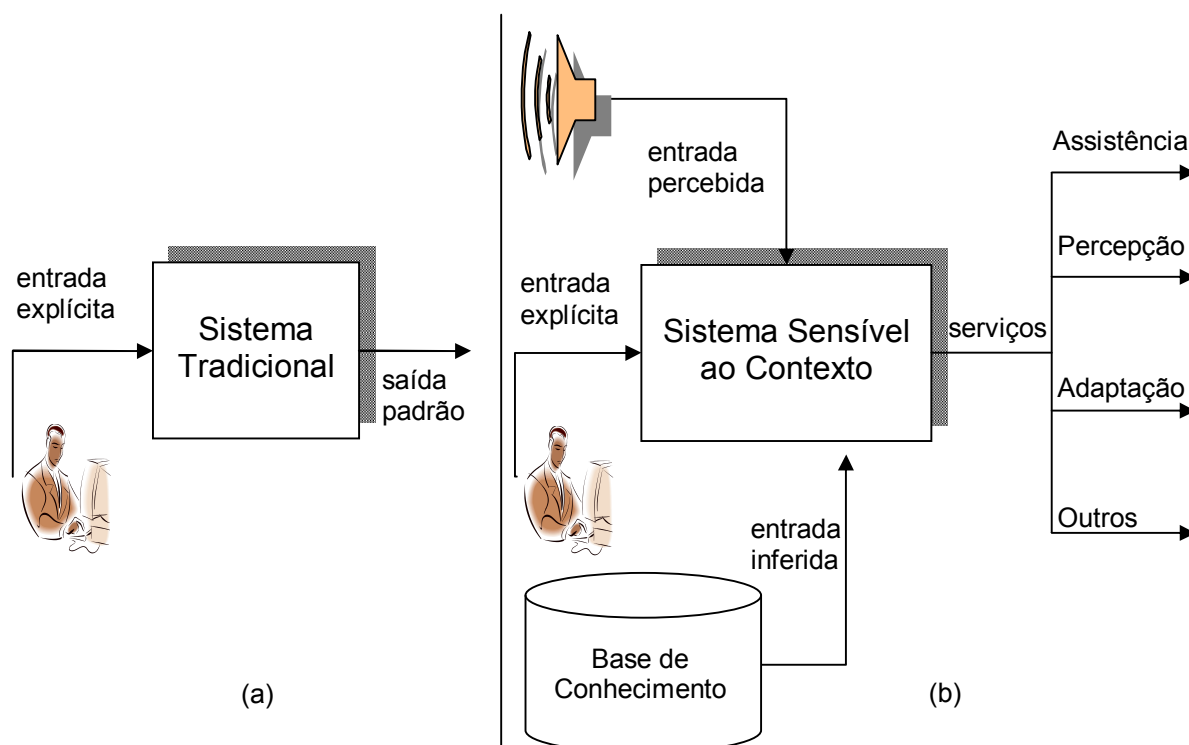 entrada
explícita
Sistema
Tradicional
saída
padrão
(a)
entrada
percebida
entrada
explícita
Sistema Sensível
ao Contexto
serviços
Assistência
Percepção
Adaptação
Outros
entrada
inferida
Base de
Conhecimento
(b)